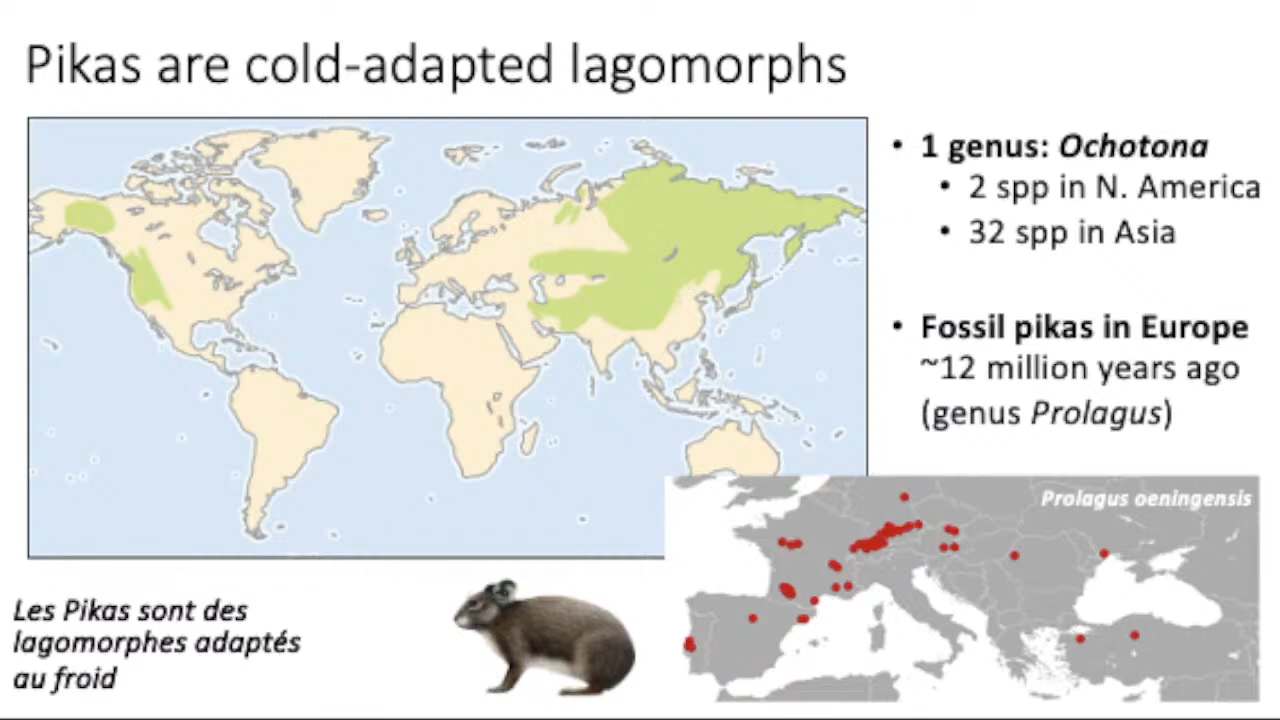 Pikas are cold-adapted lagomorphs
• 1 genus: Ochotona
• 2 spp in N. America
• 32 spp in Asia
• Fossil pikas in Europe
~12 million years ago
(genus Prolagus)
Prolagus oeningensis
Les Pikas sont des
lagomorphes adaptés
au froid